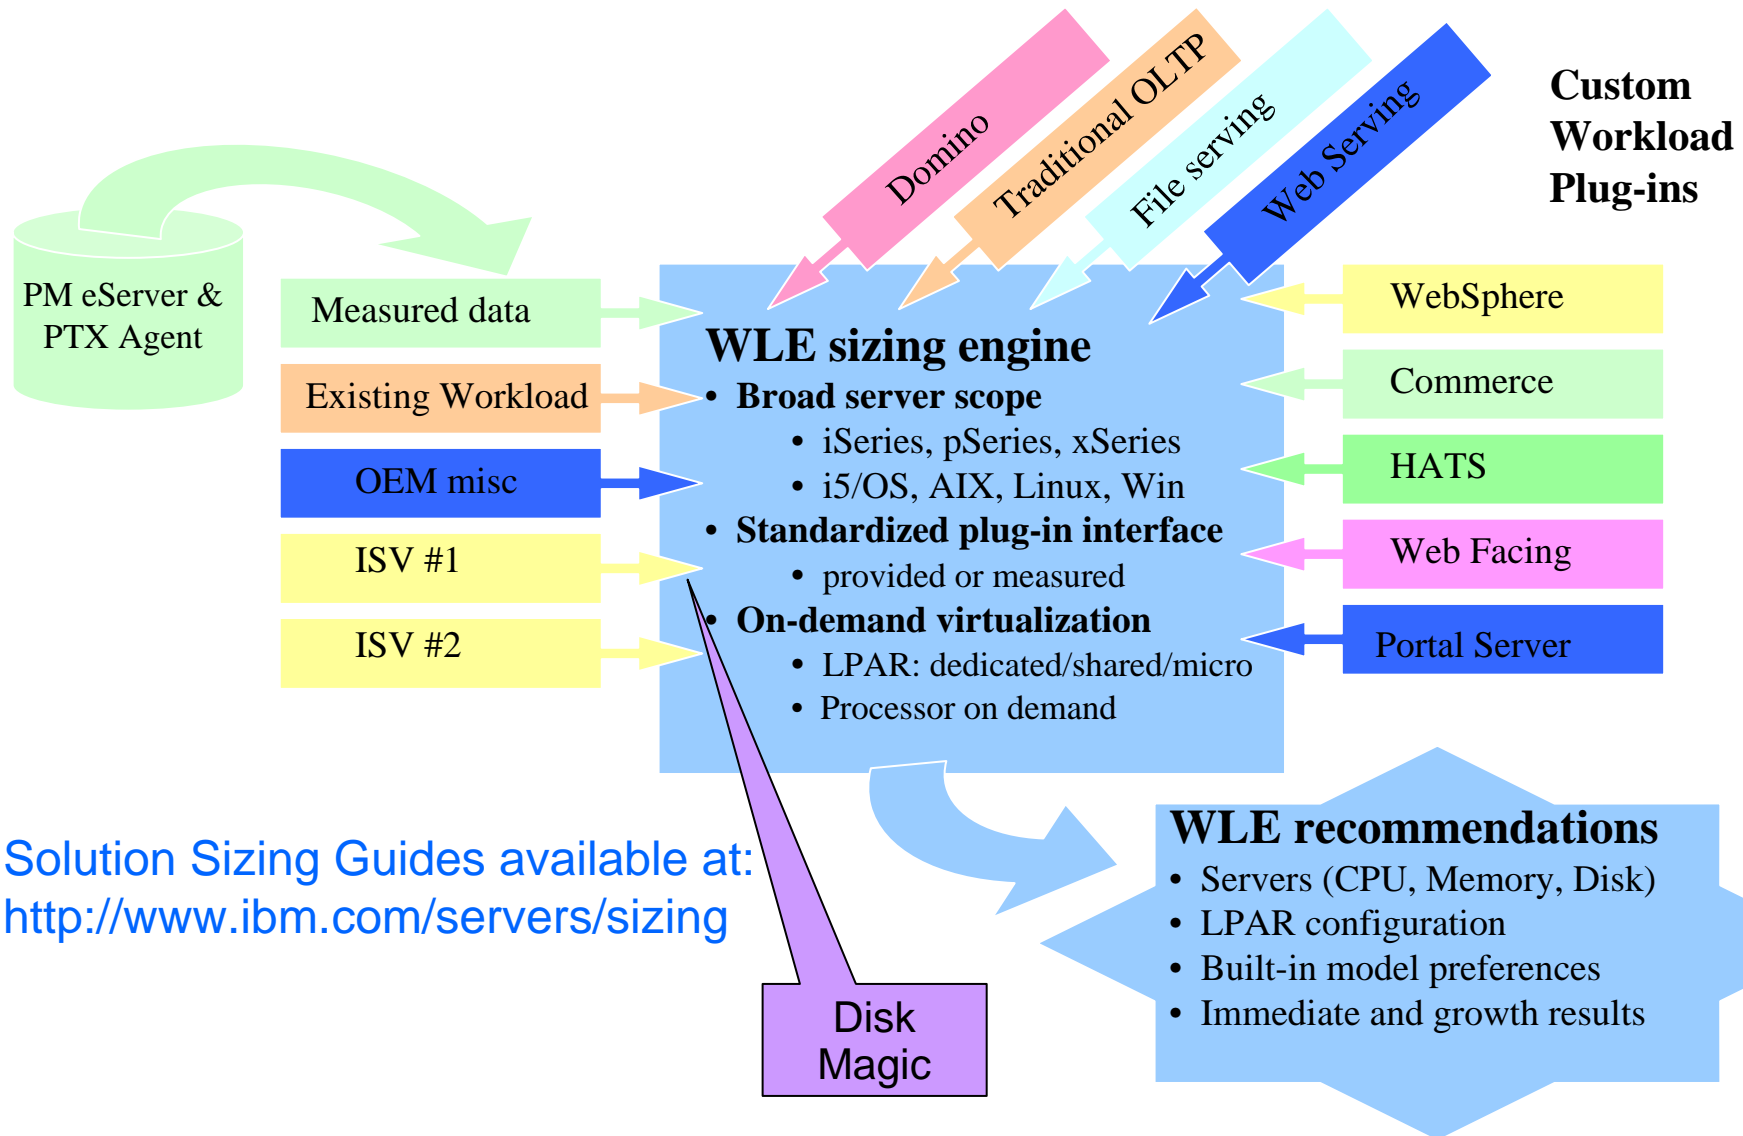 Domino
Traditional OLTP
File serving
Web Serving
Custom
Workload
Plug-ins
PM eServer &
PTX Agent
Measured data
Existing Workload
OEM misc
ISV #1
ISV #2
WLE sizing engine
• Broad server scope
• iSeries, pSeries, xSeries
• i5/OS, AIX, Linux, Win
• Standardized plug-in interface
• provided or measured
• On-demand virtualization
• LPAR: dedicated/shared/micro
• Processor on demand
WebSphere
Commerce
HATS
Web Facing
Portal Server
Solution Sizing Guides available at:
http://www.ibm.com/servers/sizing
Disk
Magic
WLE recommendations
• Servers (CPU, Memory, Disk)
• LPAR configuration
• Built-in model preferences
• Immediate and growth results